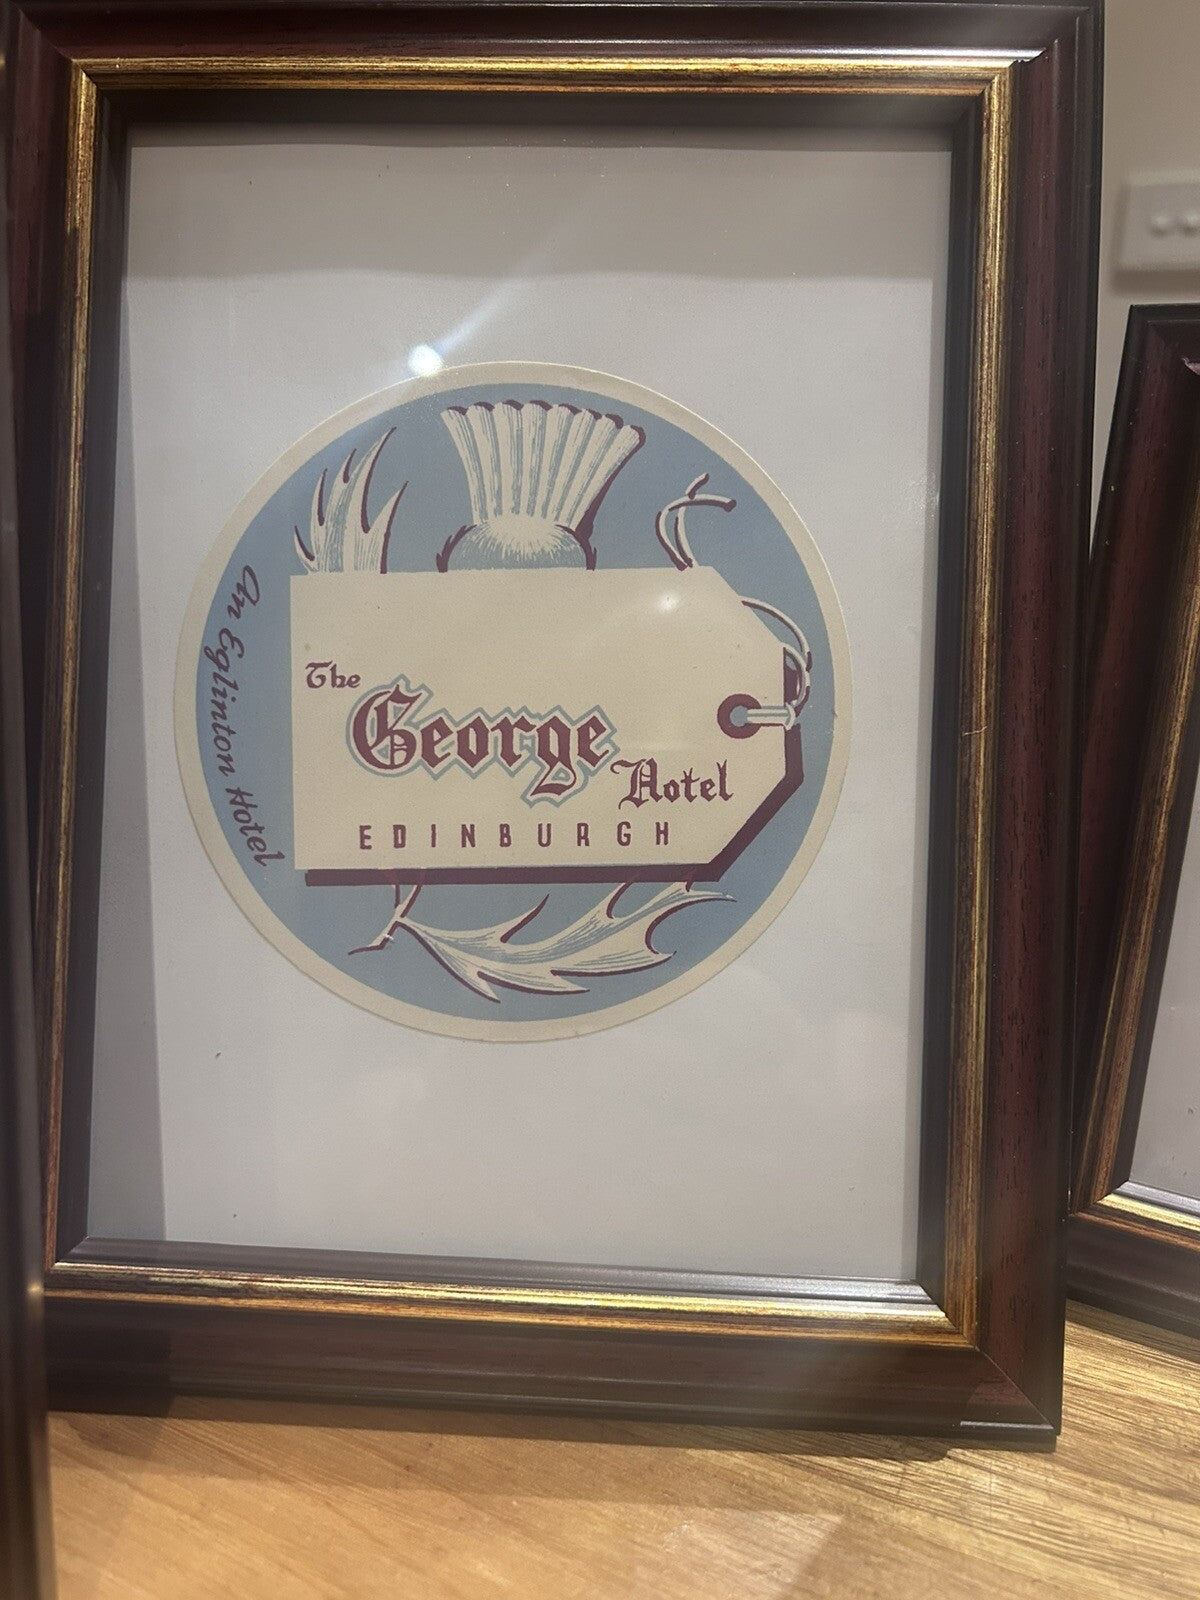 An Eglinton Hotel
The
George
Hotel
EDINBURGH